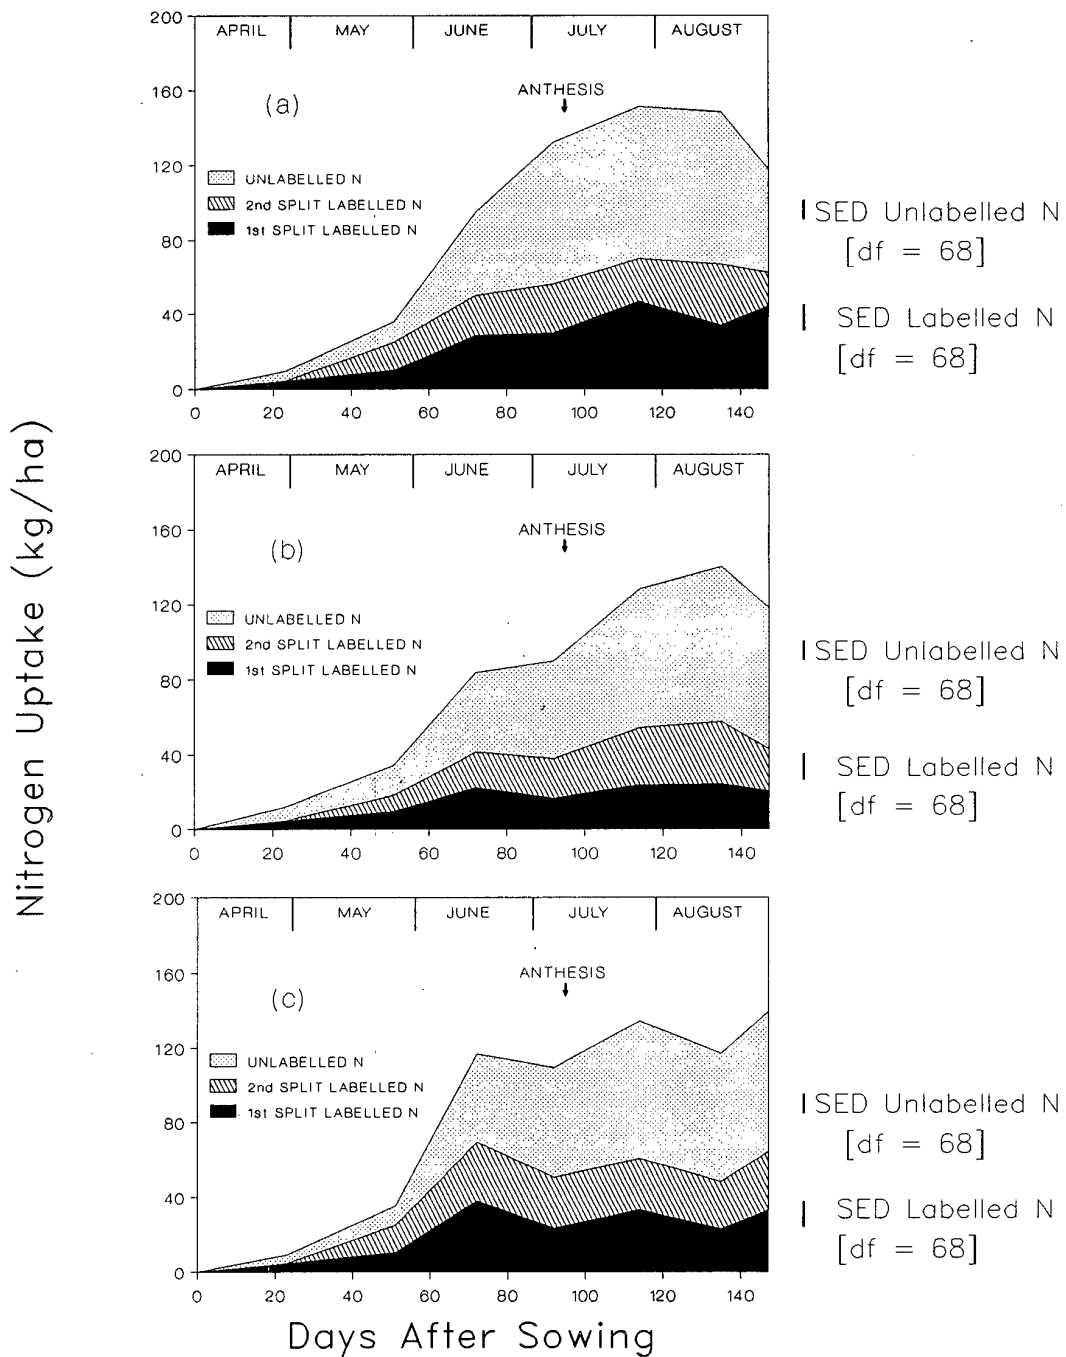 Nitrogen Uptake (kg/ha)
200
APRIL MAY JUNE JULY AUGUST
160
ANTHESIS
(a)
120
UNLABELLED N
2nd SPLIT LABELLED N
1st SPLIT LABELLED N
80
40
0
0 20 40 60 80 100 120 140
SED Unlabelled N
[df = 68]
SED Labelled N
[df = 68]
200
APRIL MAY JUNE JULY AUGUST
160
ANTHESIS
(b)
120
UNLABELLED N
2nd SPLIT LABELLED N
1st SPLIT LABELLED N
80
40
0
0 20 40 60 80 100 120 140
SED Unlabelled N
[df = 68]
SED Labelled N
[df = 68]
200
APRIL MAY JUNE JULY AUGUST
160
ANTHESIS
(c)
120
UNLABELLED N
2nd SPLIT LABELLED N
1st SPLIT LABELLED N
80
40
0
0 20 40 60 80 100 120 140
SED Unlabelled N
[df = 68]
SED Labelled N
[df = 68]
Days After Sowing